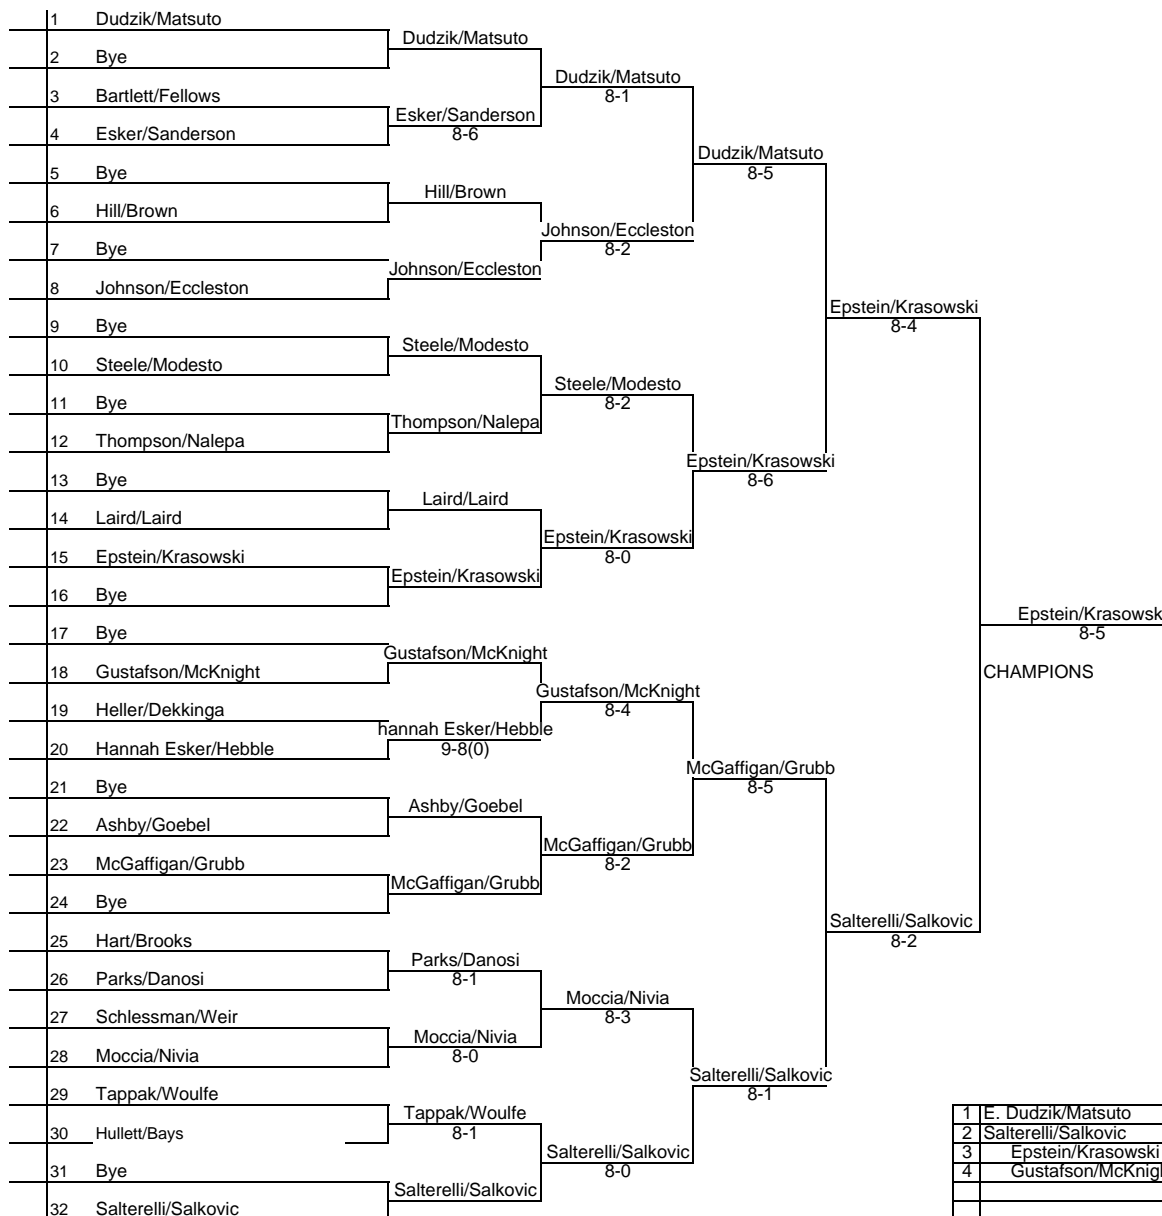 1 Dudzik/Matsuto
Dudzik/Matsuto
2 Bye
Dudzik/Matsuto
8-1
3 Bartlett/Fellows
Esker/Sanderson
8-6
4 Esker/Sanderson
Dudzik/Matsuto
8-5
5 Bye
Hill/Brown
6 Hill/Brown
Johnson/Eccleston
8-2
7 Bye
Johnson/Eccleston
8 Johnson/Eccleston
Epstein/Krasowski
8-4
9 Bye
Steele/Modesto
10 Steele/Modesto
Steele/Modesto
8-2
11 Bye
Thompson/Nalepa
12 Thompson/Nalepa
Epstein/Krasowski
8-6
13 Bye
Laird/Laird
14 Laird/Laird
Epstein/Krasowski
8-0
15 Epstein/Krasowski
Epstein/Krasowski
16 Bye
Epstein/Krasowsk
8-5
CHAMPIONS
17 Bye
Gustafson/McKnight
18 Gustafson/McKnight
Gustafson/McKnight
8-4
19 Heller/Dekkinga
hannah Esker/Hebble
9-8(0)
20 Hannah Esker/Hebble
McGaffigan/Grubb
8-5
21 Bye
Ashby/Goebel
22 Ashby/Goebel
McGaffigan/Grubb
8-2
23 McGaffigan/Grubb
McGaffigan/Grubb
24 Bye
Salterelli/Salkovic
8-2
25 Hart/Brooks
Parks/Danosi
8-1
26 Parks/Danosi
Moccia/Nivia
8-3
27 Schlessman/Weir
Moccia/Nivia
8-0
28 Moccia/Nivia
Salterelli/Salkovic
8-1
29 Tappak/Woulfe
Tappak/Woulfe
8-1
30 Hullett/Bays
Salterelli/Salkovic
8-0
31 Bye
Salterelli/Salkovic
32 Salterelli/Salkovic
1 E. Dudzik/Matsuto
2 Salterelli/Salkovic
3 Epstein/Krasowski
4 Gustafson/McKnig